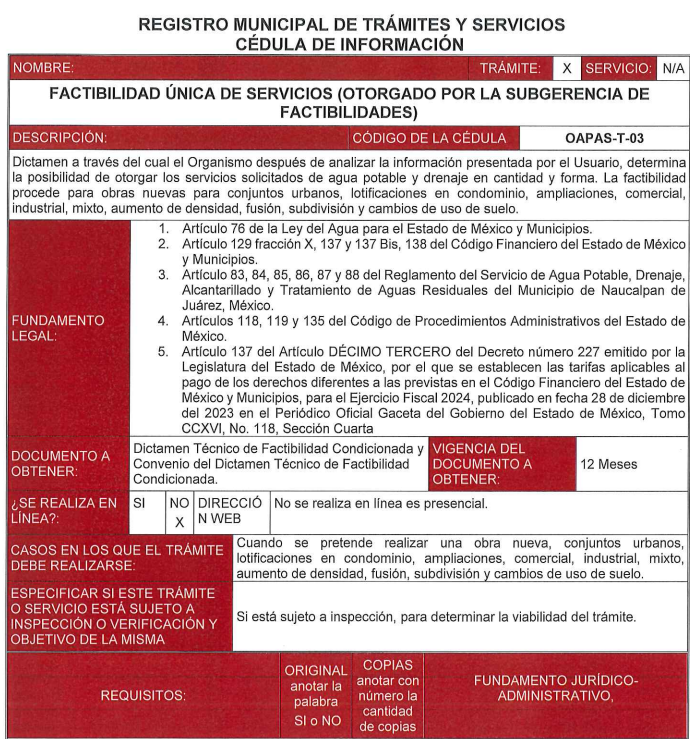 REGISTRO MUNICIPAL DE TRÁMITES Y SERVICIOS
CÉDULA DE INFORMACIÓN
NOMBRE: TRÁMITE: X SERVICIO: N/A
FACTIBILIDAD ÚNICA DE SERVICIOS (OTORGADO POR LA SUBGERENCIA DE
FACTIBILIDADES)
DESCRIPCIÓN: CÓDIGO DE LA CÉDULA OAPAS-T-03
Dictamen a través del cual el Organismo después de analizar la información presentada por el Usuario, determina
la posibilidad de otorgar los servicios solicitados de agua potable y drenaje en cantidad y forma. La factibilidad
procede para obras nuevas para conjuntos urbanos, lotificaciones en condominio, ampliaciones, comercial,
industrial, mixto, aumento de densidad, fusión, subdivisión y cambios de uso de suelo.
FUNDAMENTO
LEGAL:
1. Artículo 76 de la Ley del Agua para el Estado de México y Municipios.
2. Artículo 129 fracción X, 137 y 137 Bis, 138 del Código Financiero del Estado de México
y Municipios.
3. Artículo 83, 84, 85, 86, 87 y 88 del Reglamento del Servicio de Agua Potable, Drenaje,
Alcantarillado y Tratamiento de Aguas Residuales del Municipio de Naucalpan de
Juárez, México.
4. Artículos 118, 119 y 135 del Código de Procedimientos Administrativos del Estado de
México.
5. Artículo 137 del Artículo DÉCIMO TERCERO del Decreto número 227 emitido por la
Legislatura del Estado de México, por el que se establecen las tarifas aplicables al
pago de los derechos diferentes a las previstas en el Código Financiero del Estado de
México y Municipios, para el Ejercicio Fiscal 2024, publicado en fecha 28 de diciembre
del 2023 en el Periódico Oficial Gaceta del Gobierno del Estado de México, Tomo
CCXVI, No. 118, Sección Cuarta
DOCUMENTO A
OBTENER:
Dictamen Técnico de Factibilidad Condicionada y
Convenio del Dictamen Técnico de Factibilidad
Condicionada.
VIGENCIA DEL
DOCUMENTO A
OBTENER:
12 Meses
¿SE REALIZA EN
LÍNEA?:
SI
NO
X
DIRECCIÓ
N WEB
No se realiza en línea es presencial.
CASOS EN LOS QUE EL TRÁMITE
DEBE REALIZARSE:
Cuando se pretende realizar una obra nueva, conjuntos urbanos,
lotificaciones en condominio, ampliaciones, comercial, industrial, mixto,
aumento de densidad, fusión, subdivisión y cambios de uso de suelo.
ESPECIFICAR SI ESTE TRÁMITE
O SERVICIO ESTÁ SUJETO A
INSPECCIÓN O VERIFICACIÓN Y
OBJETIVO DE LA MISMA
Si está sujeto a inspección, para determinar la viabilidad del trámite.
REQUISITOS:
ORIGINAL
anotar la
palabra
SI o NO
COPIAS
anotar con
número la
cantidad
de copias
FUNDAMENTO JURÍDICO-
ADMINISTRATIVO,